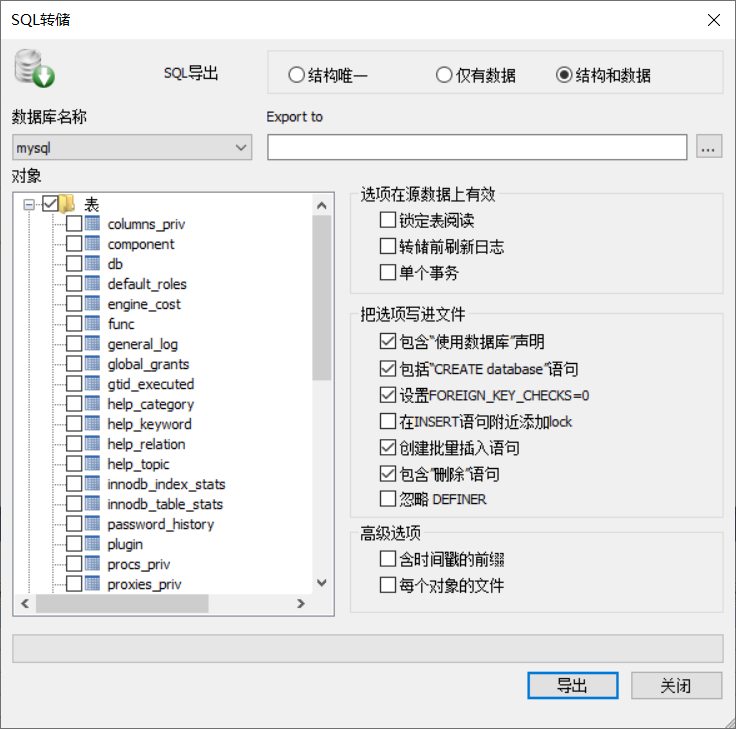 SQL转储
SQL导出
结构唯一
仅有数据
结构和数据
数据库名称
Export to
mysql
...
对象
表
columns_priv
component
db
default_roles
engine_cost
func
general_log
global_grants
gtid_executed
help_category
help_keyword
help_relation
help_topic
innodb_index_stats
innodb_table_stats
password_history
plugin
procs_priv
proxies_priv
选项在源数据上有效
锁定表阅读
转储前刷新日志
单个事务
把选项写进文件
包含"使用数据库"声明
包括"CREATE database"语句
设置FOREIGN_KEY_CHECKS=0
在INSERT语句附近添加lock
创建批量插入语句
包含"删除"语句
忽略 DEFINER
高级选项
含时间戳的前缀
每个对象的文件
导出
关闭